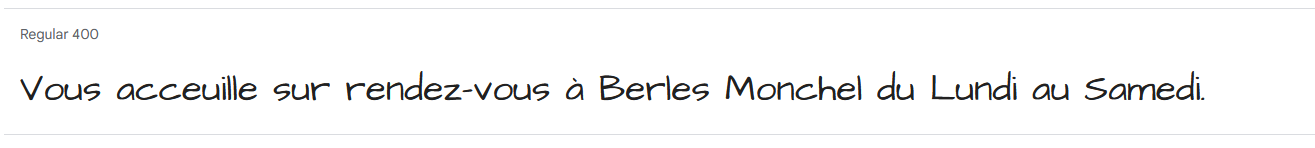 Regular 400
Vous acceuille sur rendez-vous à Berles Monchel du Lundi au Samedi.